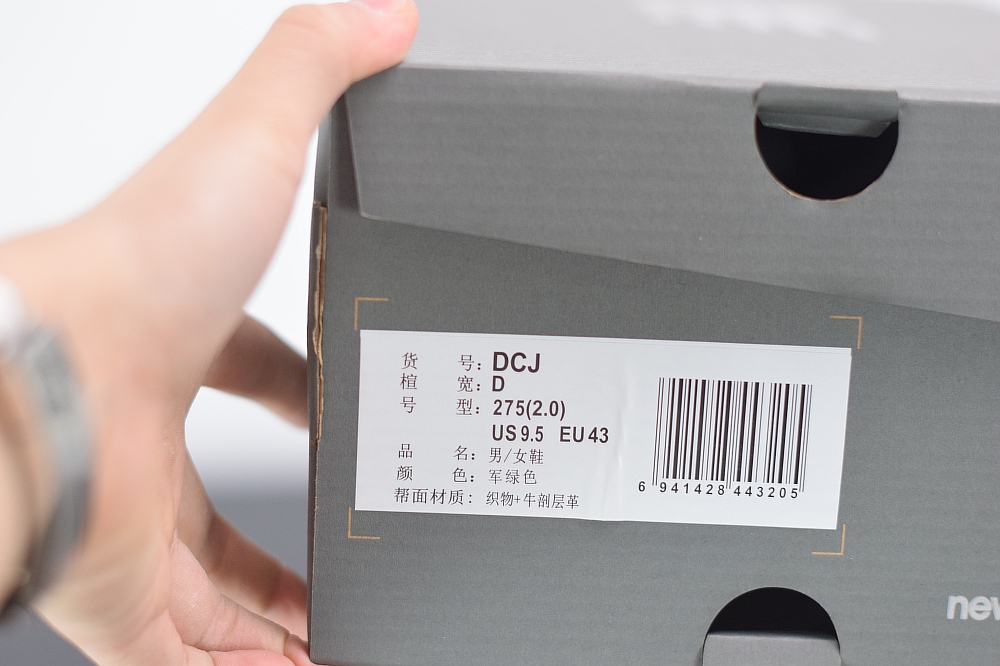 货 号: DCJ
楦 宽: D
号 型: 275(2.0)
US 9.5 EU 43
品 名: 男/女鞋
颜 色: 军绿色
帮面材质: 织物+牛剖层革
6 941428 443205
new